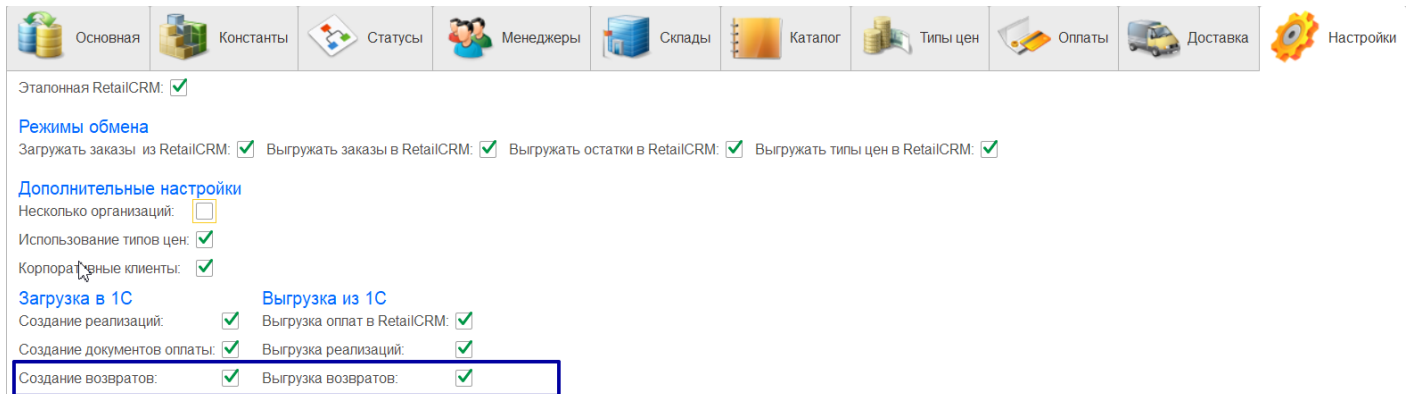 Основная Константы Статусы Менеджеры Склады Каталог Типы цен Оплаты Доставка Настройки
Эталонная RetailCRM:
Режимы обмена
Загружать заказы из RetailCRM: Выгружать заказы в RetailCRM: Выгружать остатки в RetailCRM: Выгружать типы цен в RetailCRM:
Дополнительные настройки
Несколько организаций:
Использование типов цен:
Корпоративные клиенты:
Загрузка в 1С Выгрузка из 1С
Создание реализаций: Выгрузка оплат в RetailCRM:
Создание документов оплаты: Выгрузка реализаций:
Создание возвратов: Выгрузка возвратов: